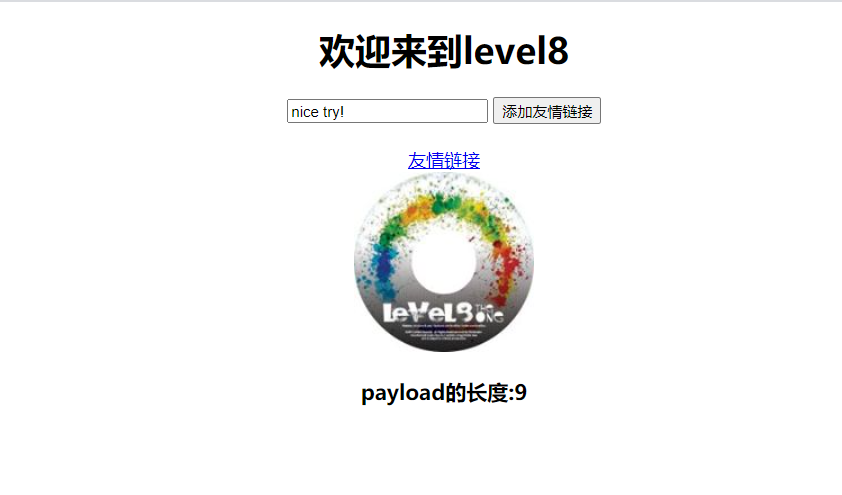 欢迎来到level8
nice try!
添加友情链接
友情链接
LeVeL8 THE ONG
payload的长度:9